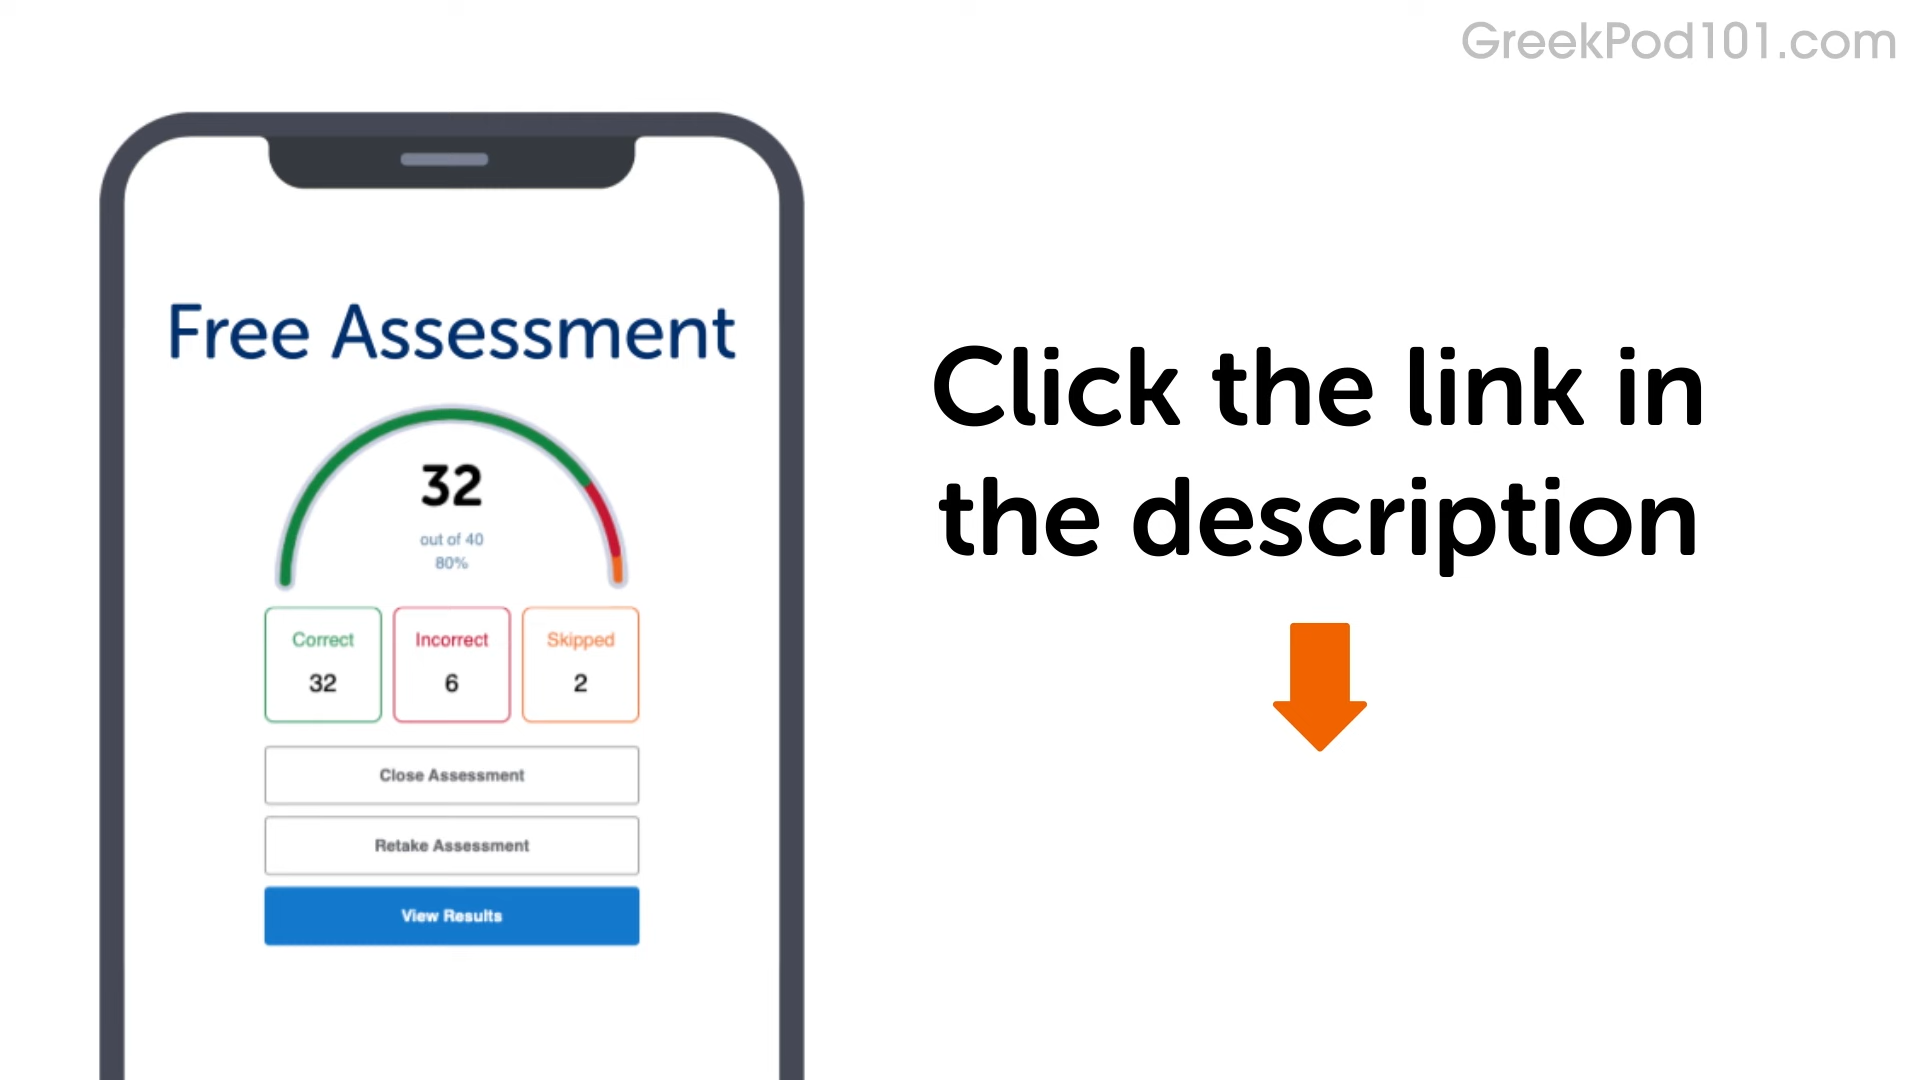 GreekPod101.com
Free Assessment
32
out of 40
80%
Correct
32
Incorrect
6
Skipped
2
Close Assessment
Retake Assessment
View Results
Click the link in
the description